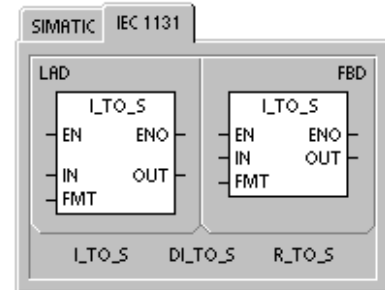 SIMATIC IEC 1131
LAD FBD
I_TO_S I_TO_S
EN ENO EN ENO
IN OUT IN OUT
FMT FMT
I_TO_S DI_TO_S R_TO_S